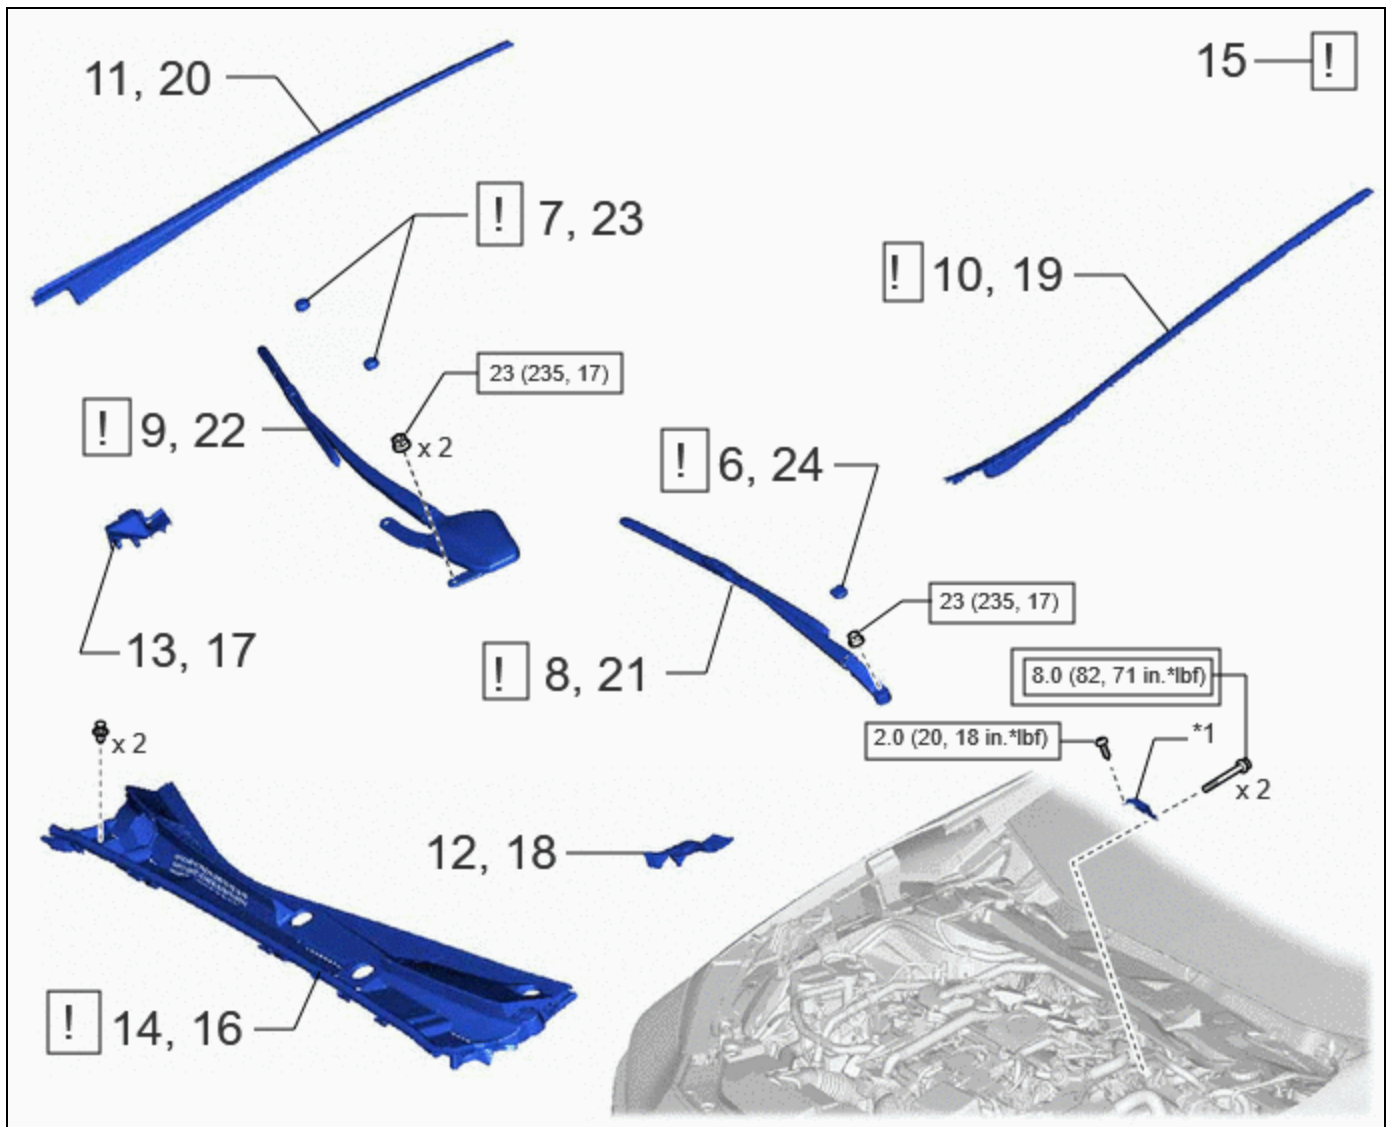 11, 20
15 !
! 7, 23
! 10, 19
23 (235, 17)
! 9, 22
x 2
! 6, 24
23 (235, 17)
13, 17
! 8, 21
8.0 (82, 71 in.*lbf)
2.0 (20, 18 in.*lbf)
*1
x 2
x 2
12, 18
! 14, 16